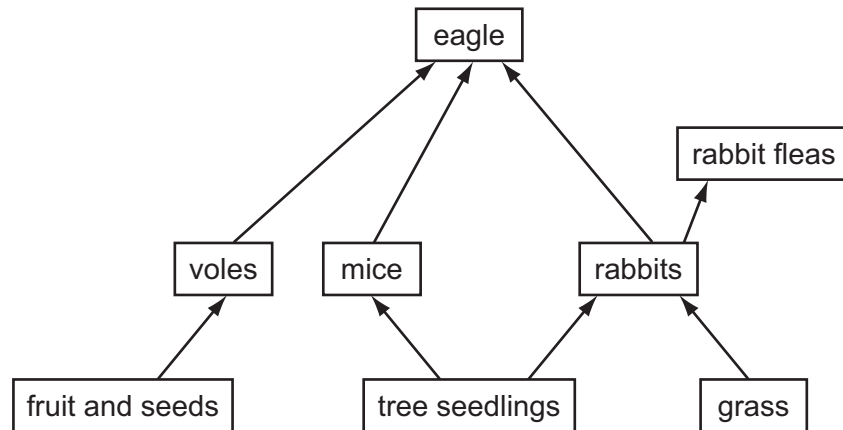 eagle
rabbit fleas
voles
mice
rabbits
fruit and seeds
tree seedlings
grass